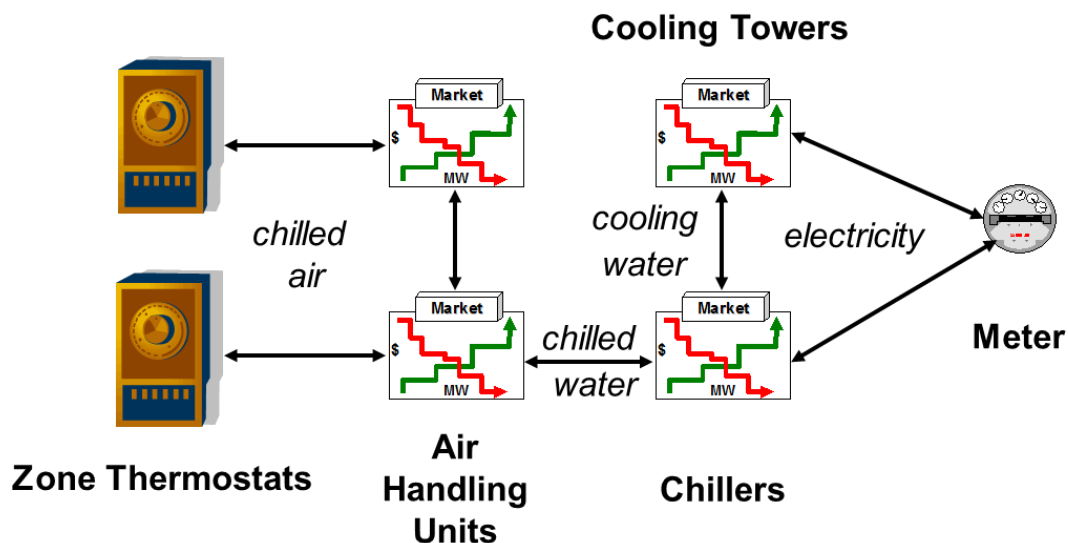 Cooling Towers
Market
$
MW
Market
$
MW
chilled
air
cooling
water
electricity
Market
$
MW
chilled
water
Market
$
MW
Meter
Zone Thermostats
Air
Handling
Units
Chillers